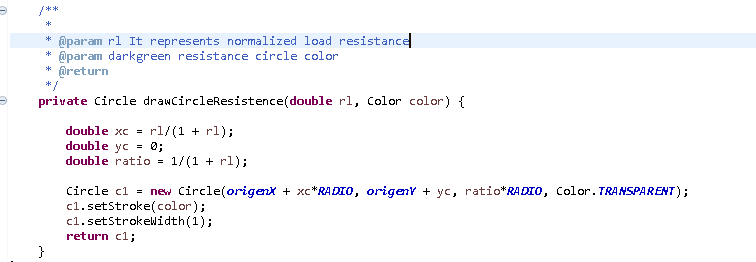 /**
 *
 * @param rl It represents normalized load resistance
 * @param darkgreen resistance circle color
 * @return
 */
private Circle drawCircleResistence(double rl, Color color) {
double xc = rl/(1 + rl);
double yc = 0;
double ratio = 1/(1 + rl);
Circle c1 = new Circle(origenX + xc*RADIO, origenY + yc, ratio*RADIO, Color.TRANSPARENT);
c1.setStroke(color);
c1.setStrokeWidth(1);
return c1;
}